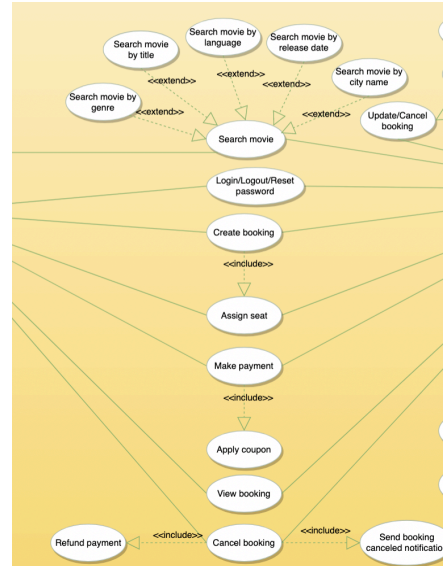 Search movie
by title
Search movie by
language
Search movie by
release date
<<extend>>
<<extend>>
<<extend>>
Search movie by
city name
Search movie by
genre
<<extend>>
<<extend>>
Update/Cancel
booking
Search movie
Login/Logout/Reset
password
Create booking
<<include>>
Assign seat
Make payment
<<include>>
Apply coupon
View booking
Refund payment
<<include>>
Cancel booking
<<include>>
Send booking
canceled notificatio